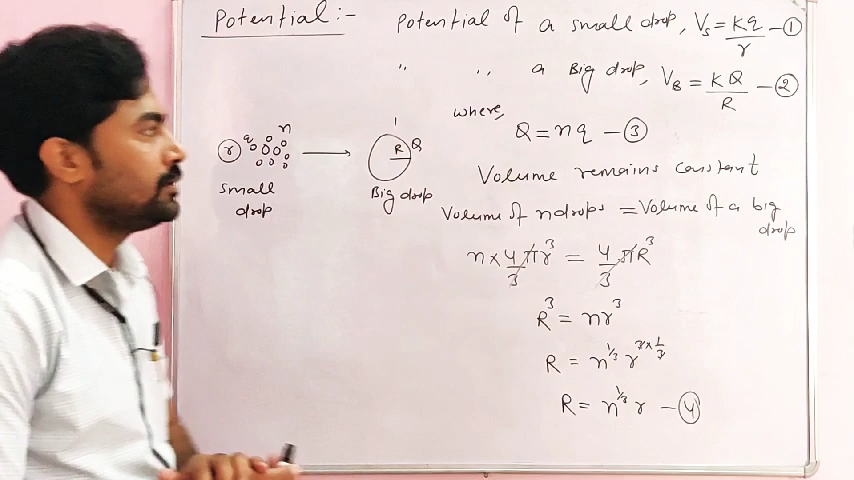 Potential :-
Potential of a small drop, Vs = Kq/r - ①
" " a Big drop, VB = KQ/R - ②
where,
Q = nq - ③
r q n → R Q
small drop
Big drop
Volume remains constant
Volume of n drops = Volume of a big drop
n × 4/3 πr³ = 4/3 πR³
R³ = nr³
R = n^1/3 r^3×1/3
R = n^1/3 r - ④